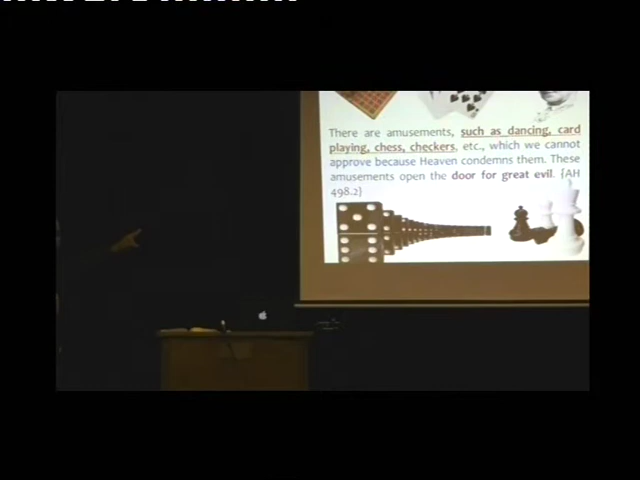 There are amusements, such as dancing, card
playing, chess, checkers, etc., which we cannot
approve because Heaven condemns them. These
amusements open the door for great evil. {AH
498.2}